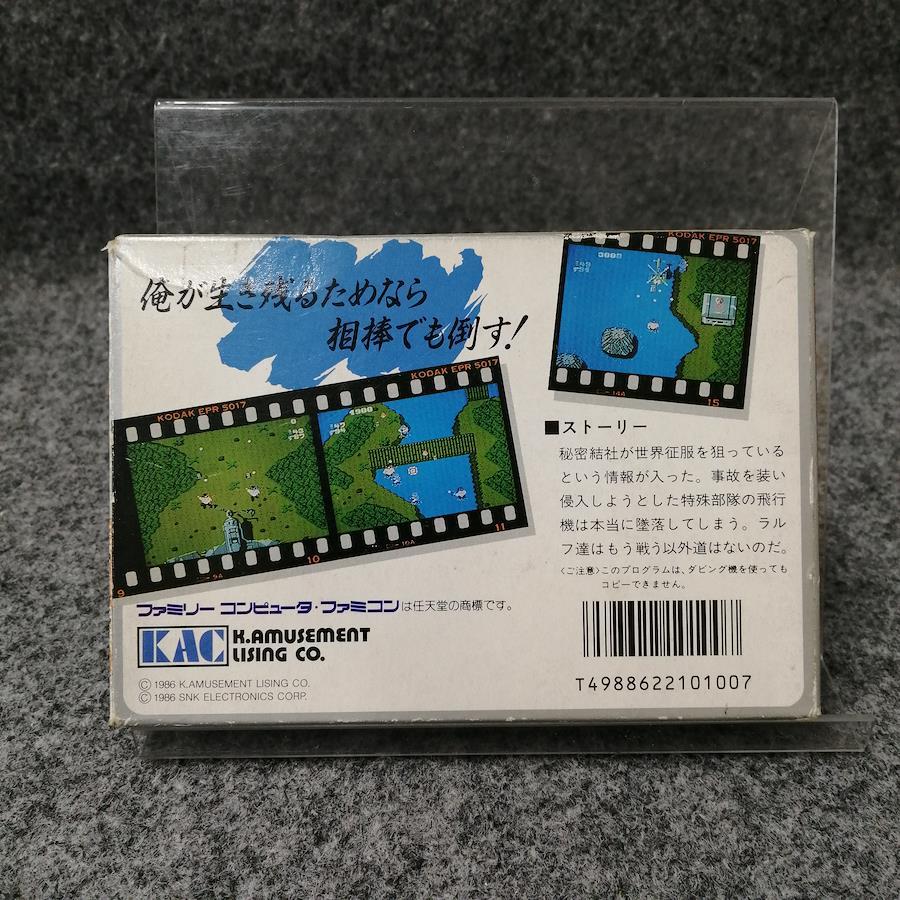 俺が生き残るためなら
相棒でも倒す!
KODAK EPR 5017
15
KODAK EPR 5017
KODAK EPR 5017
1900
9
10
11
■ストーリー
秘密結社が世界征服を狙っている
という情報が入った。事故を装い
侵入しようとした特殊部隊の飛行
機は本当に墜落してしまう。ラル
フ達はもう戦う以外道はないのだ。
〈ご注意〉このプログラムは、ダビング機を使っても
コピーできません。
ファミリー コンピュータ・ファミコンは任天堂の商標です。
KAC K.AMUSEMENT
LISING CO.
© 1986 K.AMUSEMENT LISING CO.
© 1986 SNK ELECTRONICS CORP.
T4988622101007